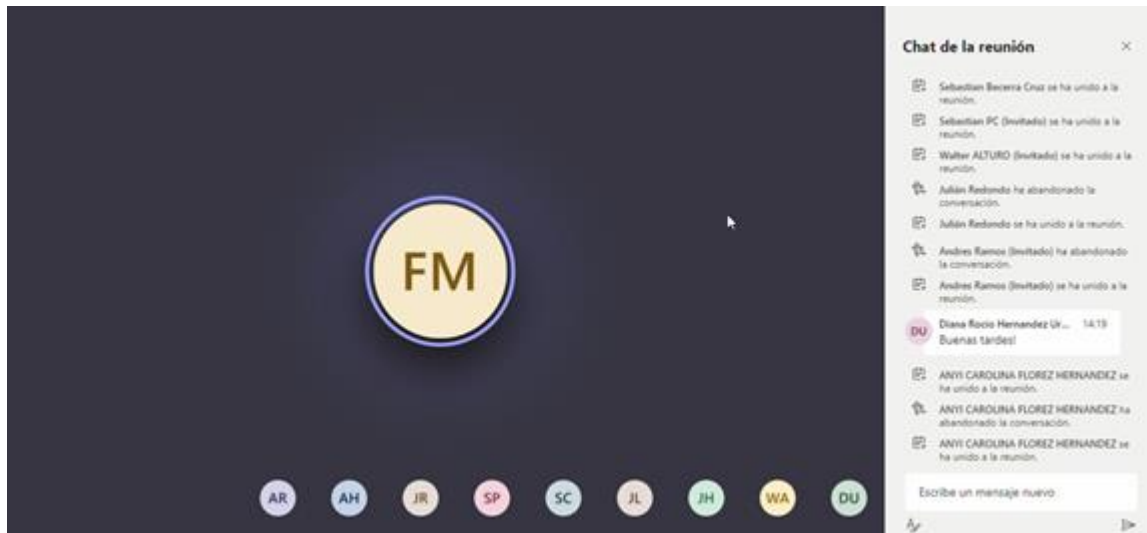 FM
AR AH JR SP SC JL JH WA DU
Chat de la reunión
Sebastian Becerra Cruz se ha unido a la
reunión.
Sebastian PC (Invitado) se ha unido a la
reunión.
Walter ALTURO (Invitado) se ha unido a la
reunión.
Julián Redondo ha abandonado la
conversación.
Julián Redondo se ha unido a la reunión.
Andres Ramos (Invitado) ha abandonado
la conversación.
Andres Ramos (Invitado) se ha unido a la
reunión.
DU
Diana Rocio Hernandez Ur... 14:19
Buenas tardes!
ANYI CAROLINA FLOREZ HERNANDEZ se
ha unido a la reunión.
ANYI CAROLINA FLOREZ HERNANDEZ ha
abandonado la conversación.
ANYI CAROLINA FLOREZ HERNANDEZ se
ha unido a la reunión.
Escribe un mensaje nuevo